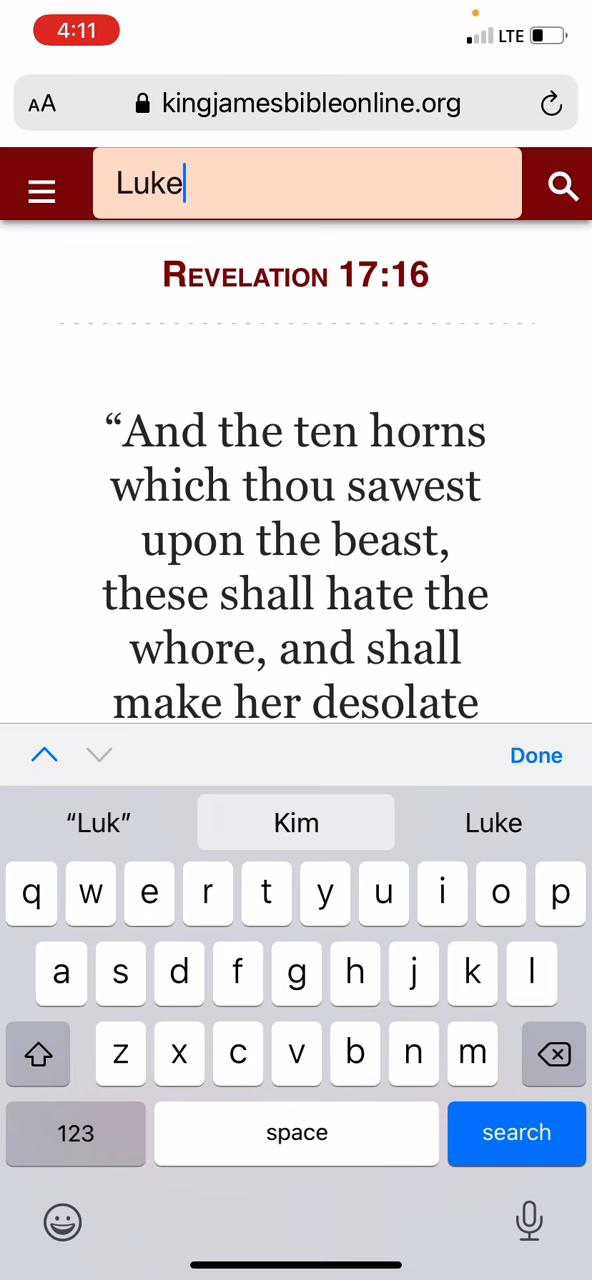 4:11 LTE
AA kingjamesbibleonline.org
Luke
REVELATION 17:16
“And the ten horns
which thou sawest
upon the beast,
these shall hate the
whore, and shall
make her desolate
Done
“Luk” Kim Luke
q w e r t y u i o p
a s d f g h j k l
z x c v b n m
123 space search